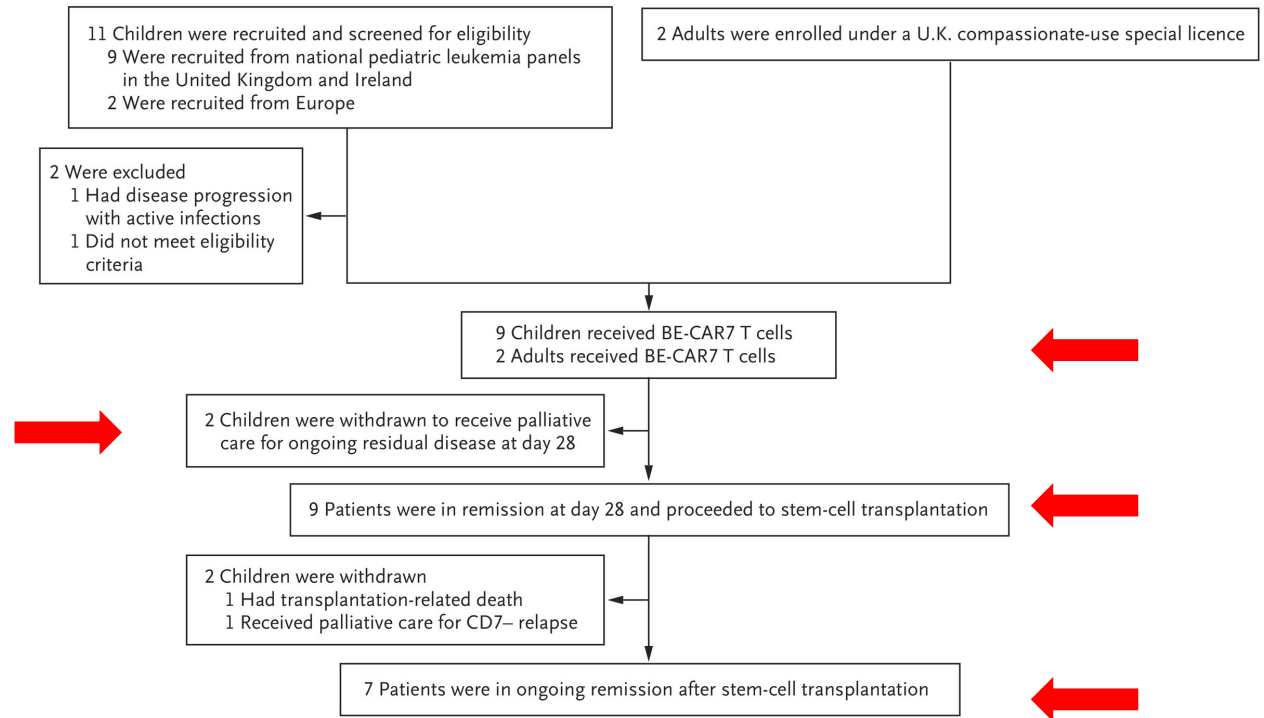 11 Children were recruited and screened for eligibility
9 Were recruited from national pediatric leukemia panels
in the United Kingdom and Ireland
2 Were recruited from Europe
2 Adults were enrolled under a U.K. compassionate-use special licence
2 Were excluded
1 Had disease progression
with active infections
1 Did not meet eligibility
criteria
9 Children received BE-CAR7 T cells
2 Adults received BE-CAR7 T cells
2 Children were withdrawn to receive palliative
care for ongoing residual disease at day 28
9 Patients were in remission at day 28 and proceeded to stem-cell transplantation
2 Children were withdrawn
1 Had transplantation-related death
1 Received palliative care for CD7– relapse
7 Patients were in ongoing remission after stem-cell transplantation